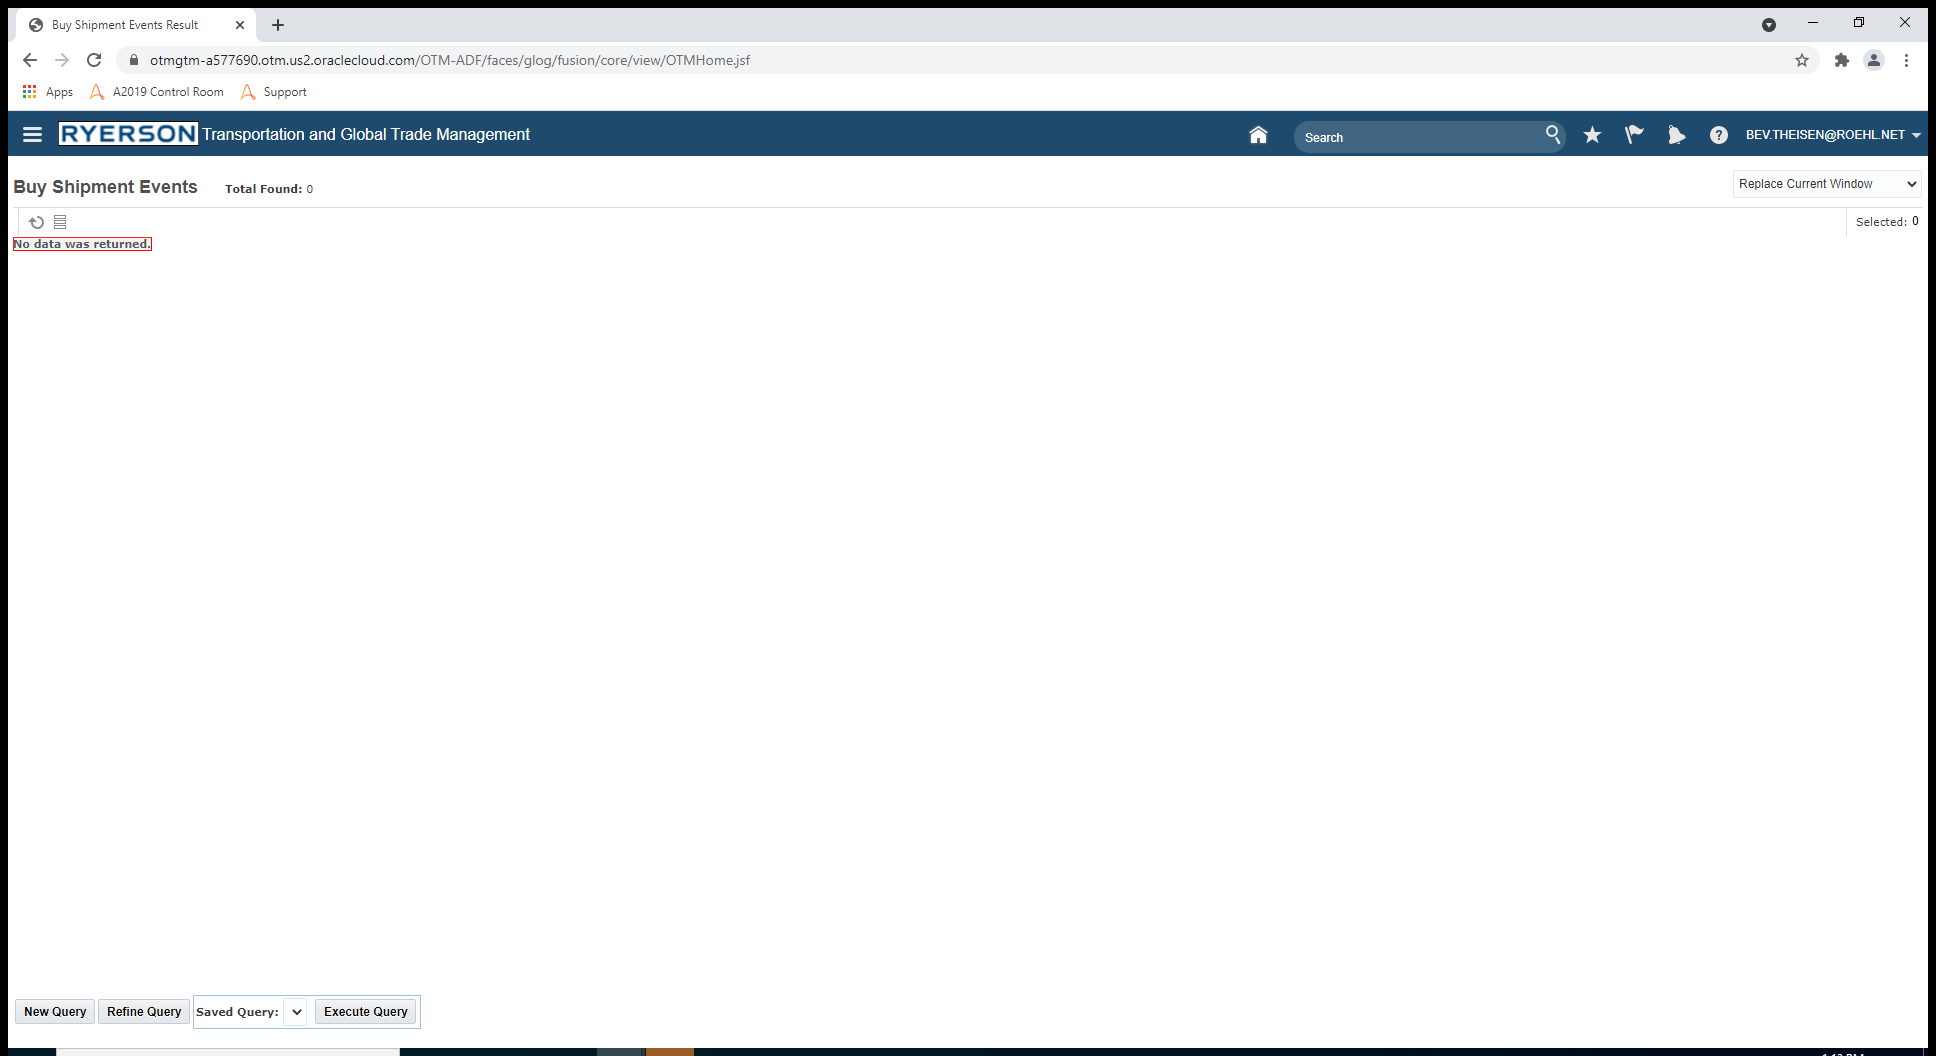 Buy Shipment Events Result
otmgtm-a577690.otm.us2.oraclecloud.com/OTM-ADF/faces/glog/fusion/core/view/OTMHome.jsf
Apps A2019 Control Room Support
RYERSON Transportation and Global Trade Management Search ? BEV.THEISEN@ROEHL.NET
Buy Shipment Events Total Found: 0 Replace Current Window
Selected: 0
No data was returned.
New Query Refine Query Saved Query: Execute Query